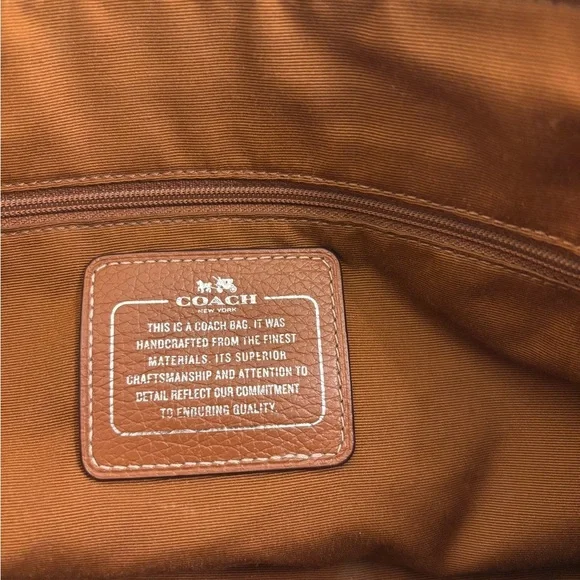 COACH
NEW YORK
THIS IS A COACH BAG. IT WAS
HANDCRAFTED FROM THE FINEST
MATERIALS. ITS SUPERIOR
CRAFTSMANSHIP AND ATTENTION TO
DETAIL REFLECT OUR COMMITMENT
TO ENDURING QUALITY.